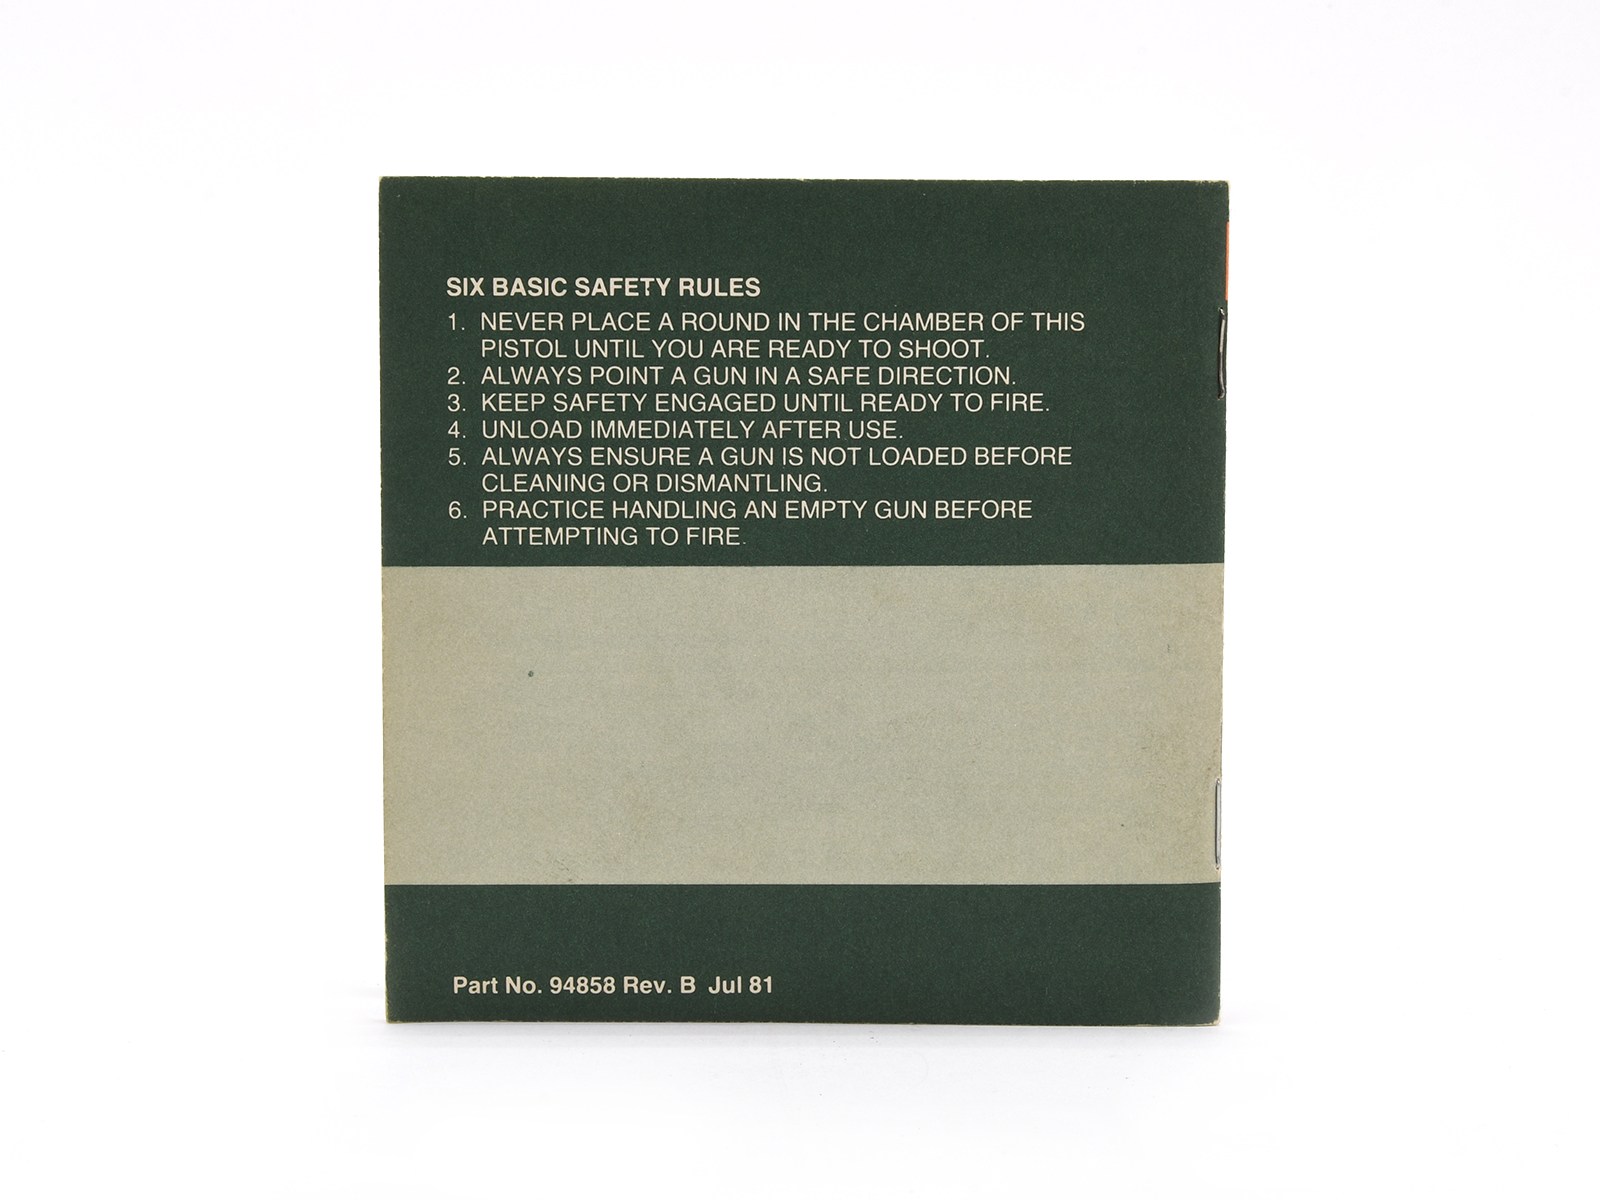 SIX BASIC SAFETY RULES
1. NEVER PLACE A ROUND IN THE CHAMBER OF THIS
PISTOL UNTIL YOU ARE READY TO SHOOT.
2. ALWAYS POINT A GUN IN A SAFE DIRECTION.
3. KEEP SAFETY ENGAGED UNTIL READY TO FIRE.
4. UNLOAD IMMEDIATELY AFTER USE.
5. ALWAYS ENSURE A GUN IS NOT LOADED BEFORE
CLEANING OR DISMANTLING.
6. PRACTICE HANDLING AN EMPTY GUN BEFORE
ATTEMPTING TO FIRE.
Part No. 94858 Rev. B Jul 81